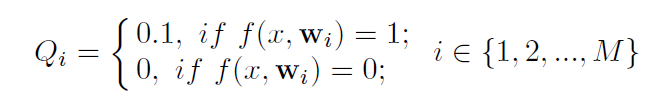 Q_i = { 0.1, if f(x, w_i) = 1;
0, if f(x, w_i) = 0;
i ∈ {1, 2, ..., M}